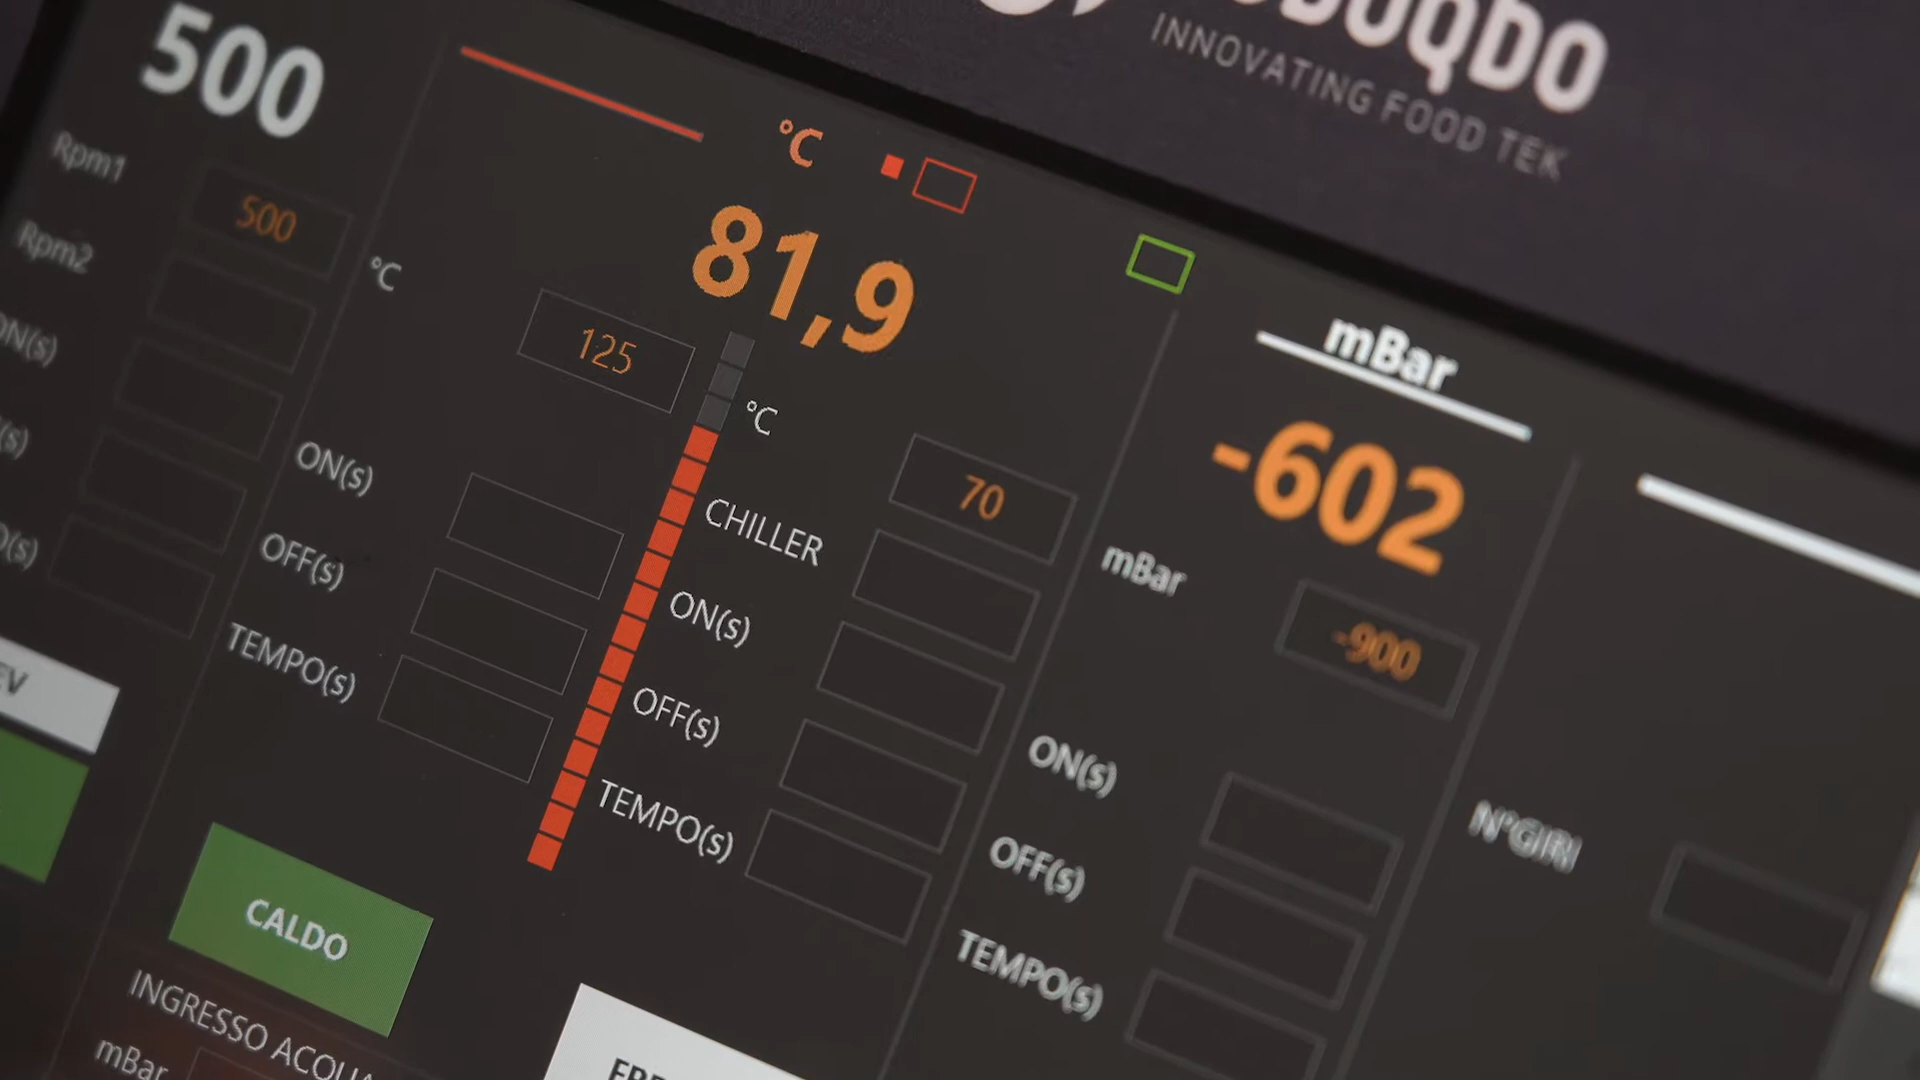 INNOVATING FOOD TEK
500
Rpm1
500
Rpm2
°C
81,9
°C
125
°C
70
CHILLER
ON(s)
OFF(s)
TEMPO(s)
ON(s)
OFF(s)
TEMPO(s)
CALDO
INGRESSO ACQUA
mBar
mBar
-602
mBar
-900
ON(s)
OFF(s)
TEMPO(s)
N°GIRI